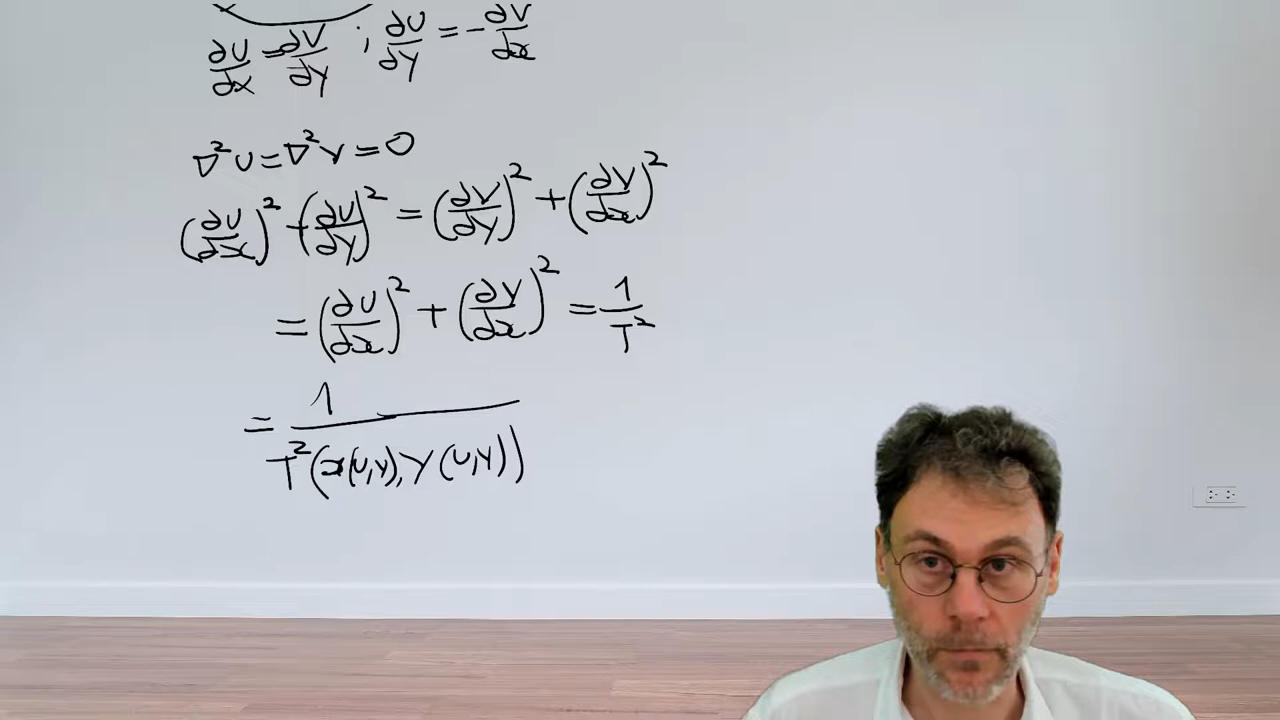 ∂U/∂x = ∂V/∂y ; ∂U/∂y = -∂V/∂x
∇²U = ∇²V = 0
(∂U/∂x)² + (∂U/∂y)² = (∂V/∂y)² + (∂V/∂x)²
= (∂U/∂x)² + (∂V/∂x)² = 1/T²
= 1/T²(x(U,V), y(U,V))